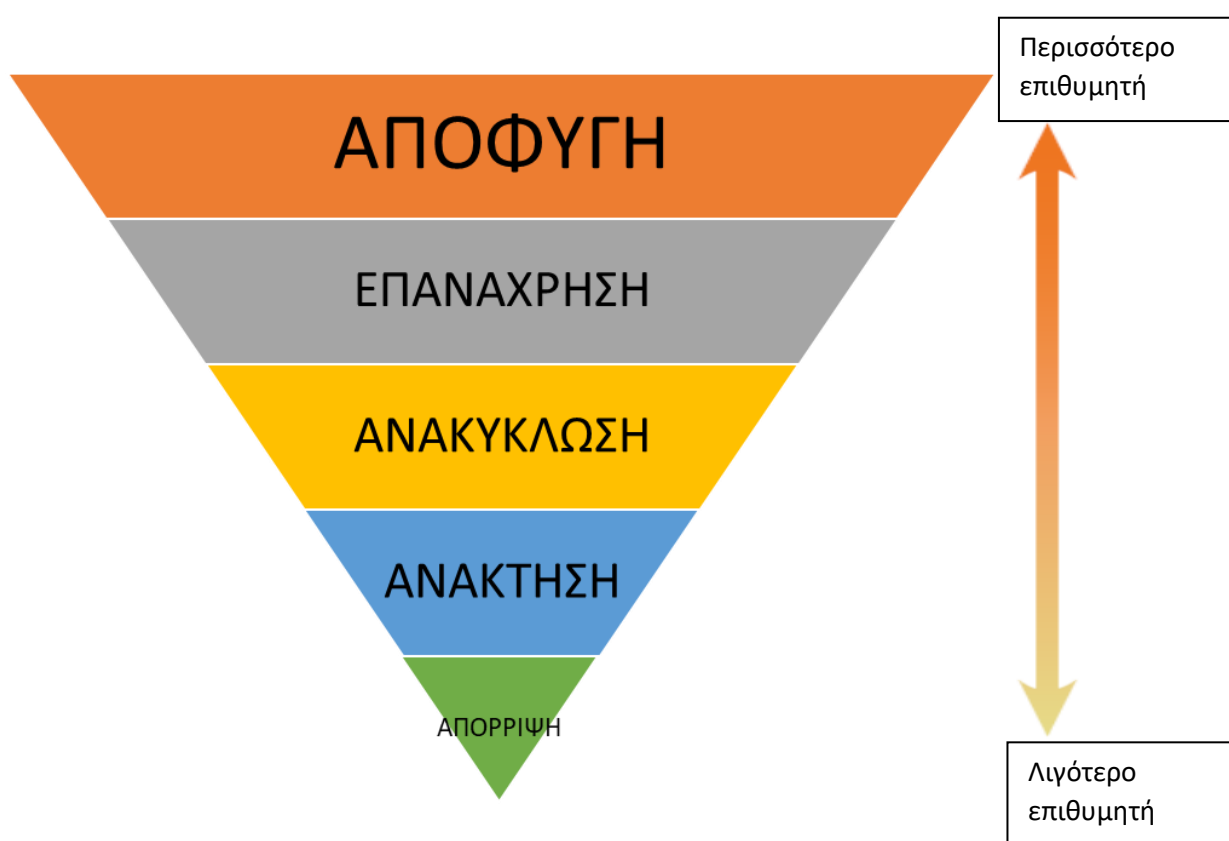 Περισσότερο
επιθυμητή
ΑΠΟΦΥΓΗ
ΕΠΑΝΑΧΡΗΣΗ
ΑΝΑΚΥΚΛΩΣΗ
ΑΝΑΚΤΗΣΗ
ΑΠΟΡΡΙΨΗ
Λιγότερο
επιθυμητή